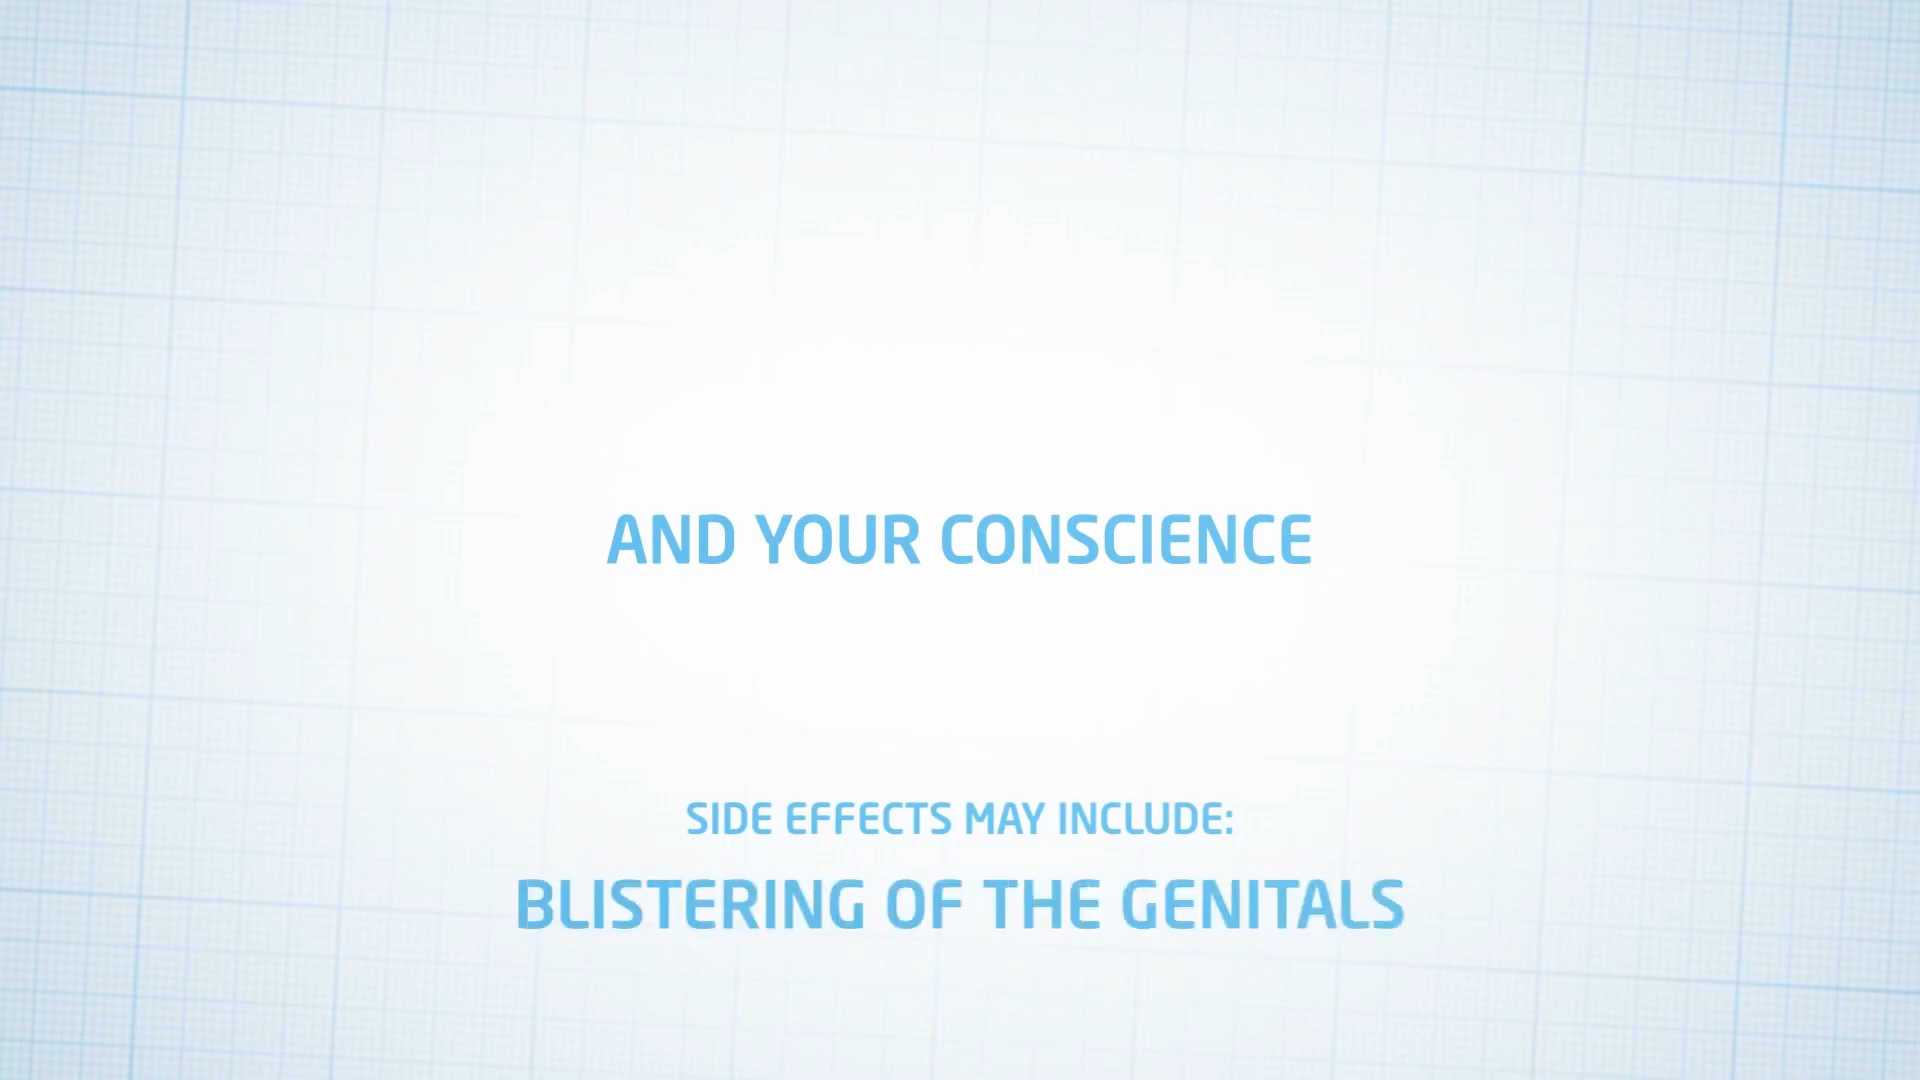 AND YOUR CONSCIENCE
SIDE EFFECTS MAY INCLUDE:
BLISTERING OF THE GENITALS